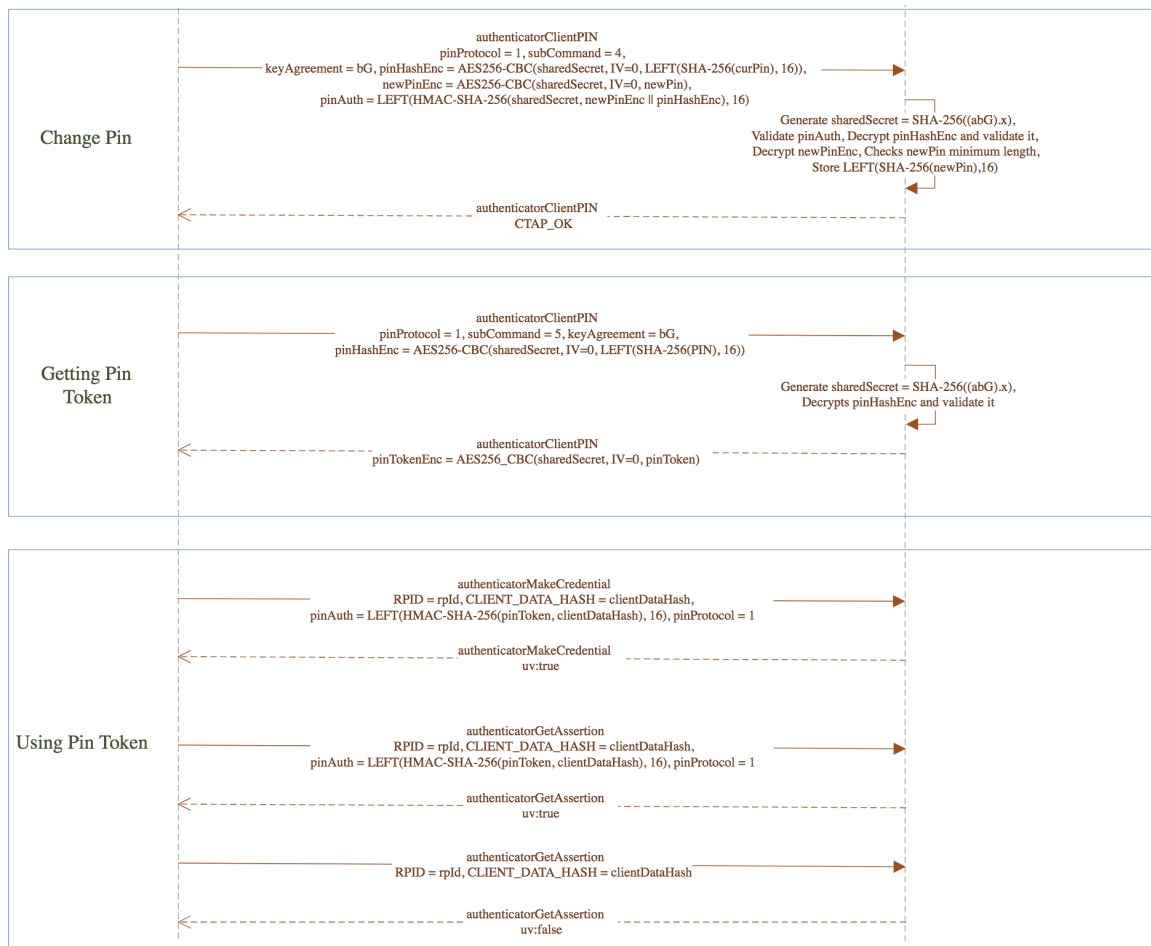 authenticatorClientPIN
pinProtocol = 1, subCommand = 4,
keyAgreement = bG, pinHashEnc = AES256-CBC(sharedSecret, IV=0, LEFT(SHA-256(curPin), 16)),
newPinEnc = AES256-CBC(sharedSecret, IV=0, newPin),
pinAuth = LEFT(HMAC-SHA-256(sharedSecret, newPinEnc || pinHashEnc), 16)
Change Pin
Generate sharedSecret = SHA-256((abG).x),
Validate pinAuth, Decrypt pinHashEnc and validate it,
Decrypt newPinEnc, Checks newPin minimum length,
Store LEFT(SHA-256(newPin),16)
authenticatorClientPIN
CTAP_OK
authenticatorClientPIN
pinProtocol = 1, subCommand = 5, keyAgreement = bG,
pinHashEnc = AES256-CBC(sharedSecret, IV=0, LEFT(SHA-256(PIN), 16))
Getting Pin
Token
Generate sharedSecret = SHA-256((abG).x),
Decrypts pinHashEnc and validate it
authenticatorClientPIN
pinTokenEnc = AES256_CBC(sharedSecret, IV=0, pinToken)
authenticatorMakeCredential
RPID = rpId, CLIENT_DATA_HASH = clientDataHash,
pinAuth = LEFT(HMAC-SHA-256(pinToken, clientDataHash), 16), pinProtocol = 1
authenticatorMakeCredential
uv:true
Using Pin Token
authenticatorGetAssertion
RPID = rpId, CLIENT_DATA_HASH = clientDataHash,
pinAuth = LEFT(HMAC-SHA-256(pinToken, clientDataHash), 16), pinProtocol = 1
authenticatorGetAssertion
uv:true
authenticatorGetAssertion
RPID = rpId, CLIENT_DATA_HASH = clientDataHash
authenticatorGetAssertion
uv:false